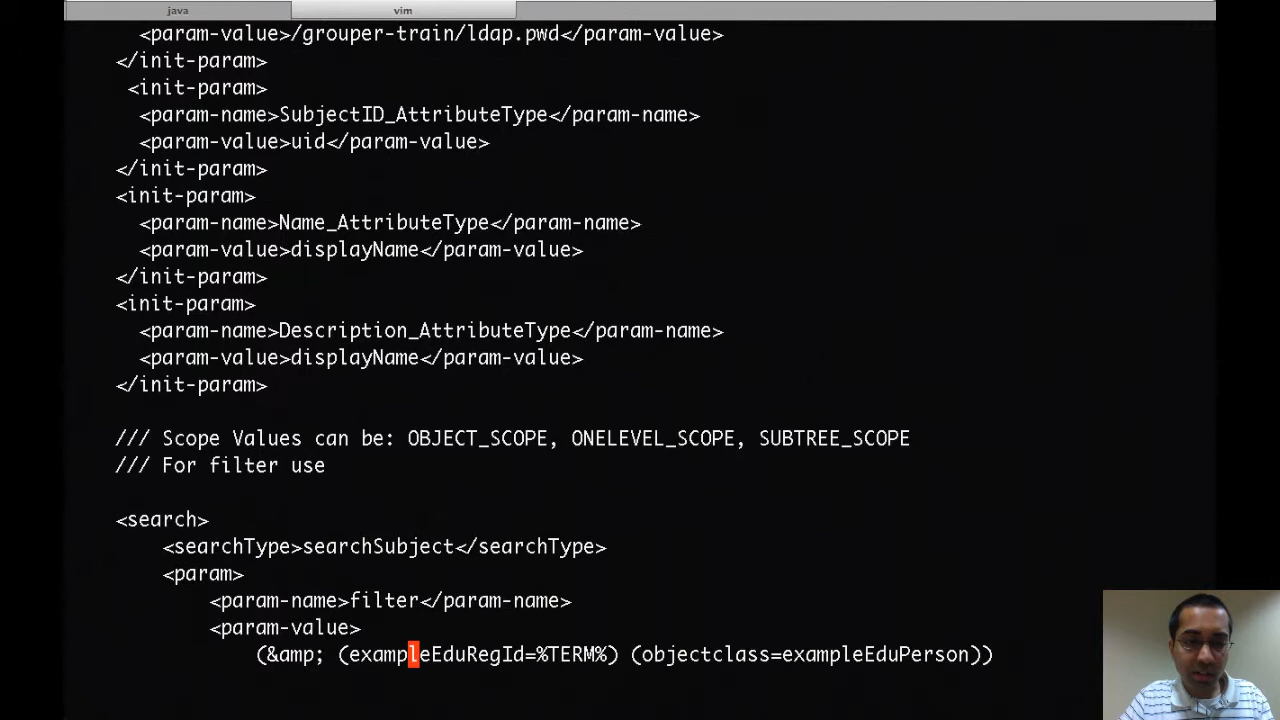 java vim
<param-value>/grouper-train/ldap.pwd</param-value>
</init-param>
<init-param>
<param-name>SubjectID_AttributeType</param-name>
<param-value>uid</param-value>
</init-param>
<init-param>
<param-name>Name_AttributeType</param-name>
<param-value>displayName</param-value>
</init-param>
<init-param>
<param-name>Description_AttributeType</param-name>
<param-value>displayName</param-value>
</init-param>
/// Scope Values can be: OBJECT_SCOPE, ONELEVEL_SCOPE, SUBTREE_SCOPE
/// For filter use
<search>
<searchType>searchSubject</searchType>
<param>
<param-name>filter</param-name>
<param-value>
(&amp; (exampleEduRegId=%TERM%) (objectclass=exampleEduPerson))